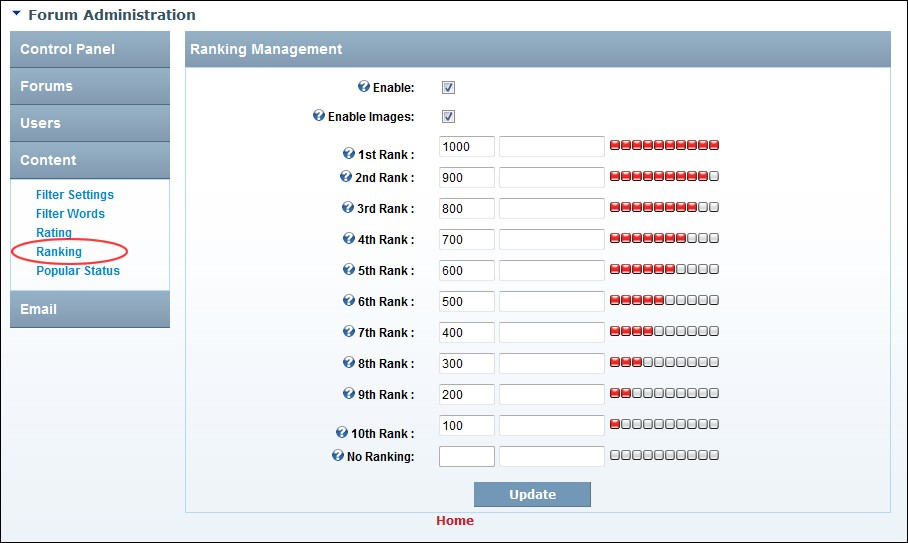 Forum Administration
Control Panel
Forums
Users
Content
Filter Settings
Filter Words
Rating
Ranking
Popular Status
Email
Ranking Management
Enable:
Enable Images:
1st Rank : 1000
2nd Rank : 900
3rd Rank : 800
4th Rank : 700
5th Rank : 600
6th Rank : 500
7th Rank : 400
8th Rank : 300
9th Rank : 200
10th Rank : 100
No Ranking:
Update
Home